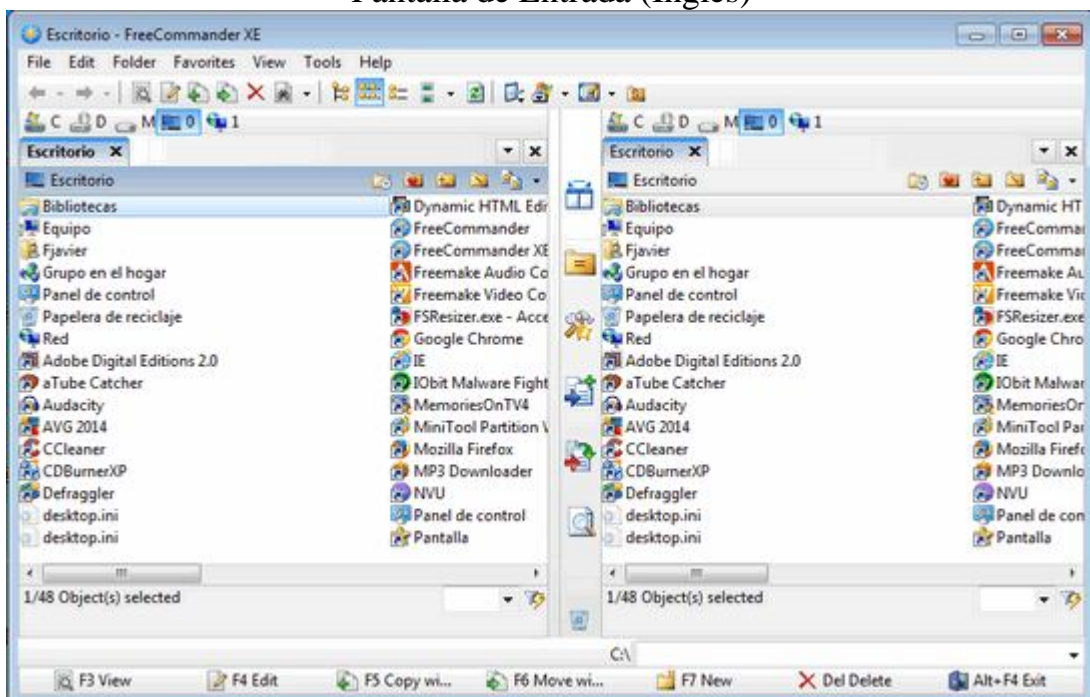 Pantalla de Entrada (Inglés)
Escritorio - FreeCommander XE
File Edit Folder Favorites View Tools Help
C D M 0 1
C D M 0 1
Escritorio
Escritorio
Escritorio
Escritorio
Bibliotecas
Equipo
Fjavier
Grupo en el hogar
Panel de control
Papelera de reciclaje
Red
Adobe Digital Editions 2.0
aTube Catcher
Audacity
AVG 2014
CCleaner
CDBurnerXP
Defraggler
desktop.ini
desktop.ini
Dynamic HTML Edi
FreeCommander
FreeCommander XE
Freemake Audio Co
Freemake Video Co
FSResizer.exe - Acce
Google Chrome
IE
IObit Malware Fight
MemoriesOnTV4
MiniTool Partition
Mozilla Firefox
MP3 Downloader
NVU
Panel de control
Pantalla
1/48 Object(s) selected
Bibliotecas
Equipo
Fjavier
Grupo en el hogar
Panel de control
Papelera de reciclaje
Red
Adobe Digital Editions 2.0
aTube Catcher
Audacity
AVG 2014
CCleaner
CDBurnerXP
Defraggler
desktop.ini
desktop.ini
Dynamic HT
FreeComma
FreeComma
Freemake Au
Freemake Vi
FSResizer.exe
Google Chro
IE
IObit Malwar
MemoriesOr
MiniTool Par
Mozilla Firef
MP3 Downlo
NVU
Panel de con
Pantalla
1/48 Object(s) selected
C:\
F3 View F4 Edit F5 Copy wi... F6 Move wi... F7 New Del Delete Alt+F4 Exit